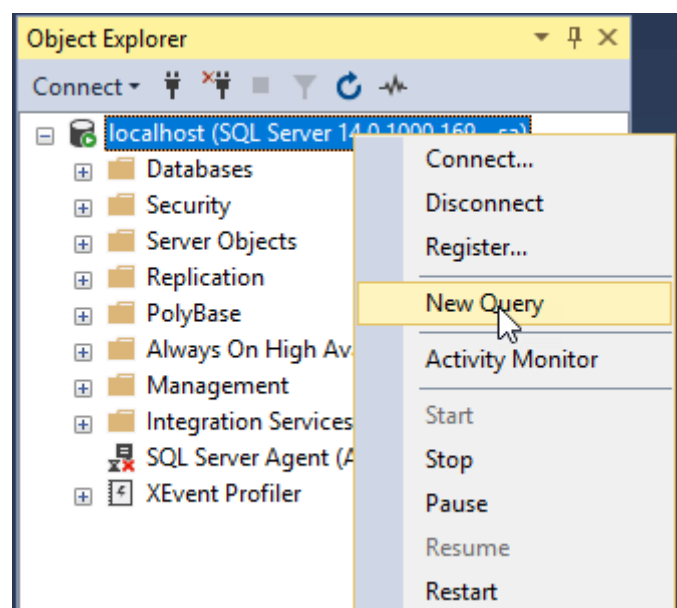 Object Explorer
Connect
localhost (SQL Server 14.0.1000.169 - sa)
Databases
Security
Server Objects
Replication
PolyBase
Always On High Av
Management
Integration Services
SQL Server Agent (A
XEvent Profiler
Connect...
Disconnect
Register...
New Query
Activity Monitor
Start
Stop
Pause
Resume
Restart